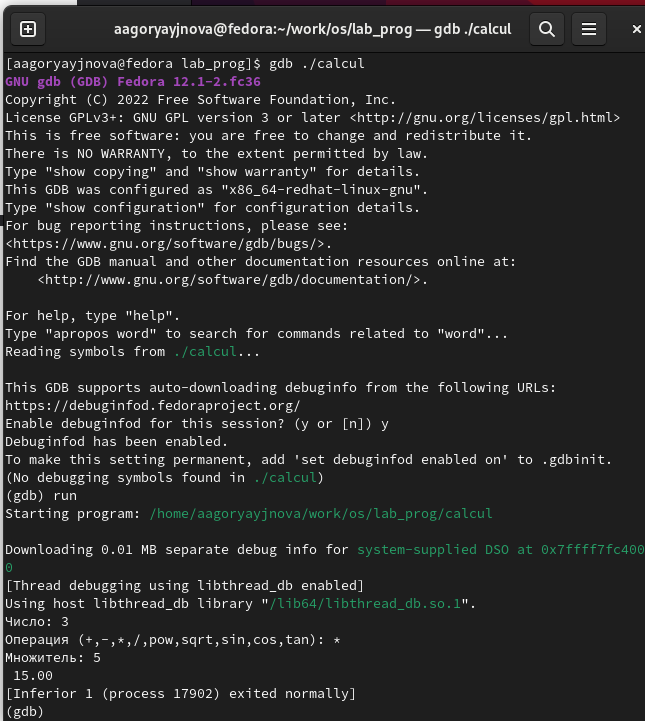 aagoryayjnova@fedora:~/work/os/lab_prog — gdb ./calcul
[aagoryayjnova@fedora lab_prog]$ gdb ./calcul
GNU gdb (GDB) Fedora 12.1-2.fc36
Copyright (C) 2022 Free Software Foundation, Inc.
License GPLv3+: GNU GPL version 3 or later <http://gnu.org/licenses/gpl.html>
This is free software: you are free to change and redistribute it.
There is NO WARRANTY, to the extent permitted by law.
Type "show copying" and "show warranty" for details.
This GDB was configured as "x86_64-redhat-linux-gnu".
Type "show configuration" for configuration details.
For bug reporting instructions, please see:
<https://www.gnu.org/software/gdb/bugs/>.
Find the GDB manual and other documentation resources online at:
    <http://www.gnu.org/software/gdb/documentation/>.

For help, type "help".
Type "apropos word" to search for commands related to "word"...
Reading symbols from ./calcul...

This GDB supports auto-downloading debuginfo from the following URLs:
https://debuginfod.fedoraproject.org/
Enable debuginfod for this session? (y or [n]) y
Debuginfod has been enabled.
To make this setting permanent, add 'set debuginfod enabled on' to .gdbinit.
(No debugging symbols found in ./calcul)
(gdb) run
Starting program: /home/aagoryayjnova/work/os/lab_prog/calcul

Downloading 0.01 MB separate debug info for system-supplied DSO at 0x7ffff7fc400
0
[Thread debugging using libthread_db enabled]
Using host libthread_db library "/lib64/libthread_db.so.1".
Число: 3
Операция (+,-,*,/,pow,sqrt,sin,cos,tan): *
Множитель: 5
 15.00
[Inferior 1 (process 17902) exited normally]
(gdb)